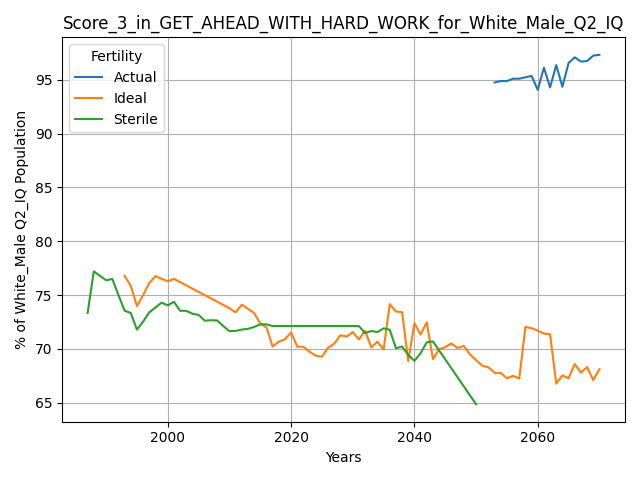 Score_3_in_GET_AHEAD_WITH_HARD_WORK_for_White_Male_Q2_IQ
Fertility
Actual
Ideal
Sterile
% of White_Male Q2_IQ Population
95
90
85
80
75
70
65
2000
2020
2040
2060
Years